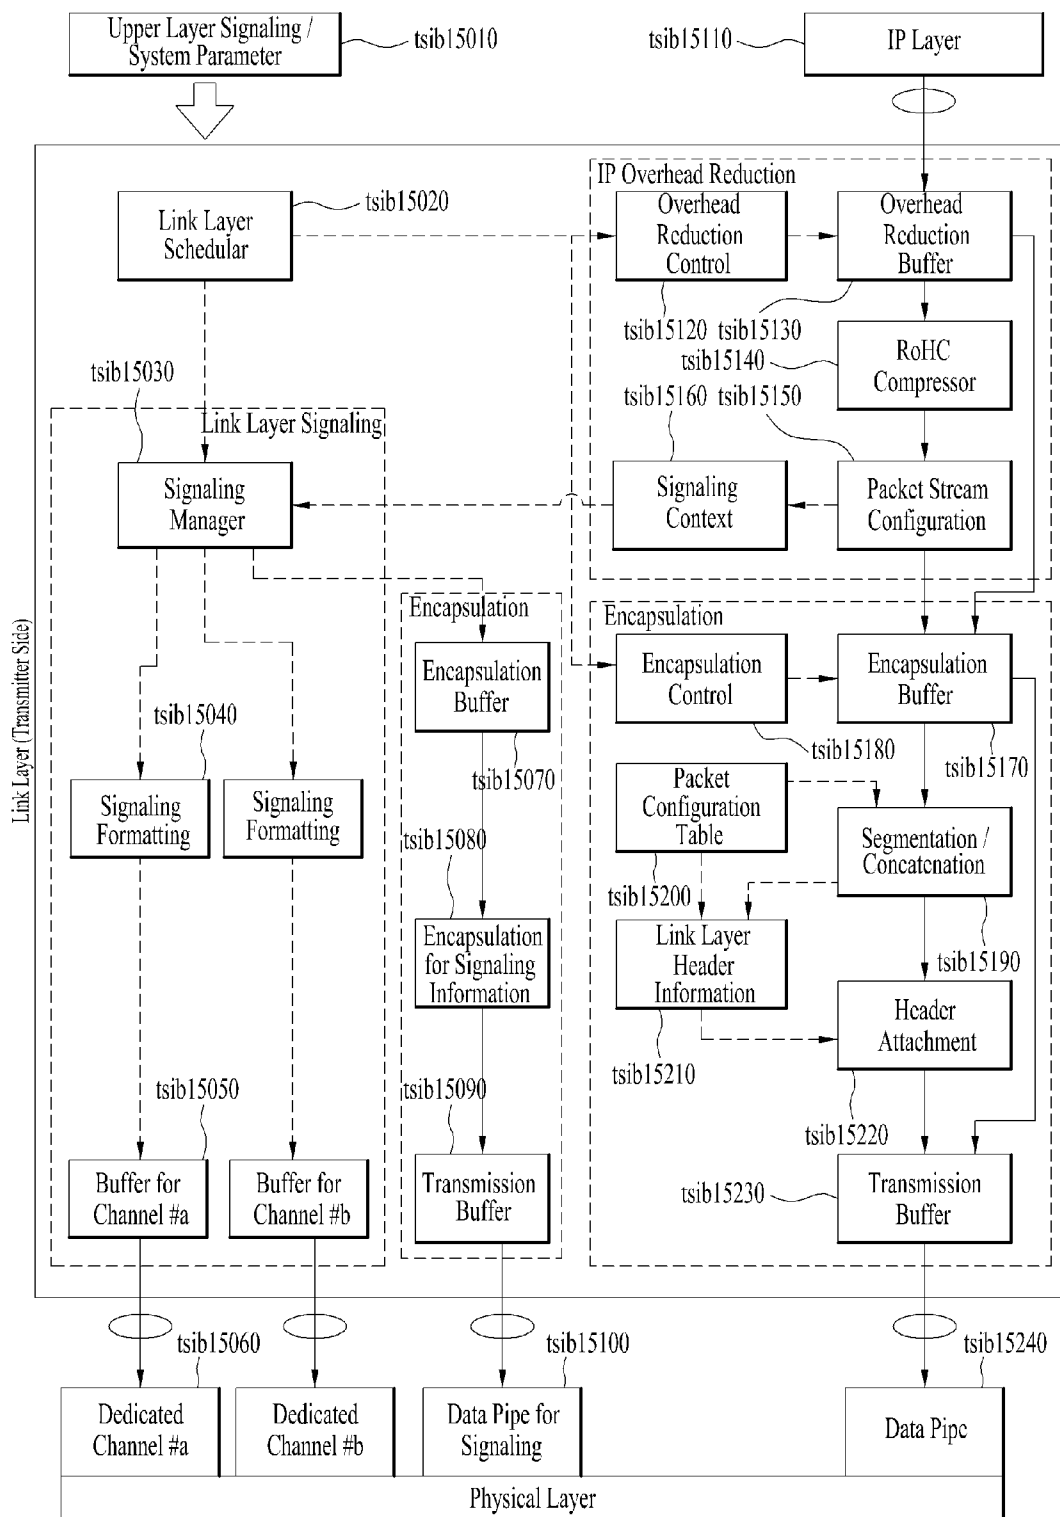 Upper Layer Signaling /
System Parameter
tsib15010
tsib15110
IP Layer
Link Layer (Transmitter Side)
Link Layer
Schedular
tsib15020
IP Overhead Reduction
Overhead
Reduction
Control
Overhead
Reduction
Buffer
tsib15120
tsib15130
tsib15140
RoHC
Compressor
tsib15030
tsib15160
tsib15150
Link Layer Signaling
Signaling
Manager
Signaling
Context
Packet Stream
Configuration
Encapsulation
Encapsulation
Encapsulation
Buffer
Encapsulation
Control
Encapsulation
Buffer
tsib15040
tsib15070
tsib15180
tsib15170
Signaling
Formatting
Signaling
Formatting
Packet
Configuration
Table
Segmentation /
Concatenation
tsib15080
tsib15200
Encapsulation
for Signaling
Information
Link Layer
Header
Information
tsib15190
Header
Attachment
tsib15050
tsib15090
tsib15210
tsib15220
Buffer for
Channel #a
Buffer for
Channel #b
Transmission
Buffer
tsib15230
Transmission
Buffer
tsib15060
tsib15100
tsib15240
Dedicated
Channel #a
Dedicated
Channel #b
Data Pipe for
Signaling
Data Pipe
Physical Layer